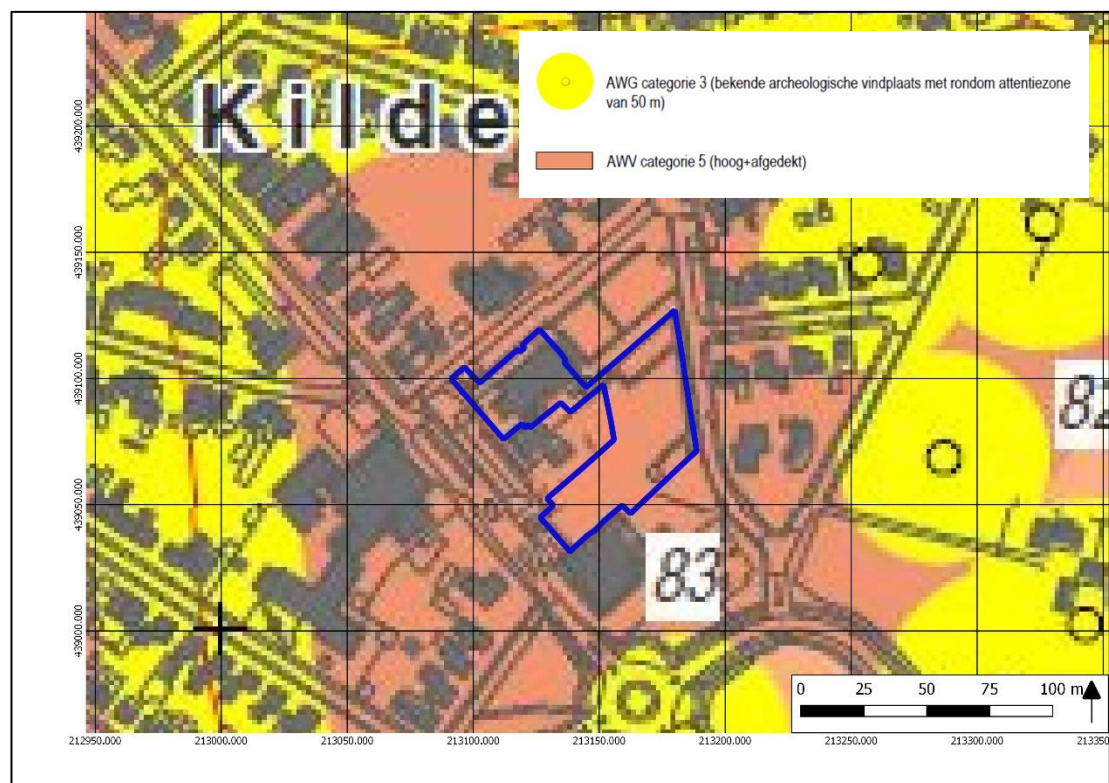 AWG categorie 3 (bekende archeologische vindplaats met rondom attentiezone
van 50 m)
AWV categorie 5 (hoog+afgedekt)
Kilde
439200.000
439150.000
439100.000
439050.000
439000.000
82
83
0 25 50 75 100 m
212950.000 213000.000 213050.000 213100.000 213150.000 213200.000 213250.000 213300.000 213350